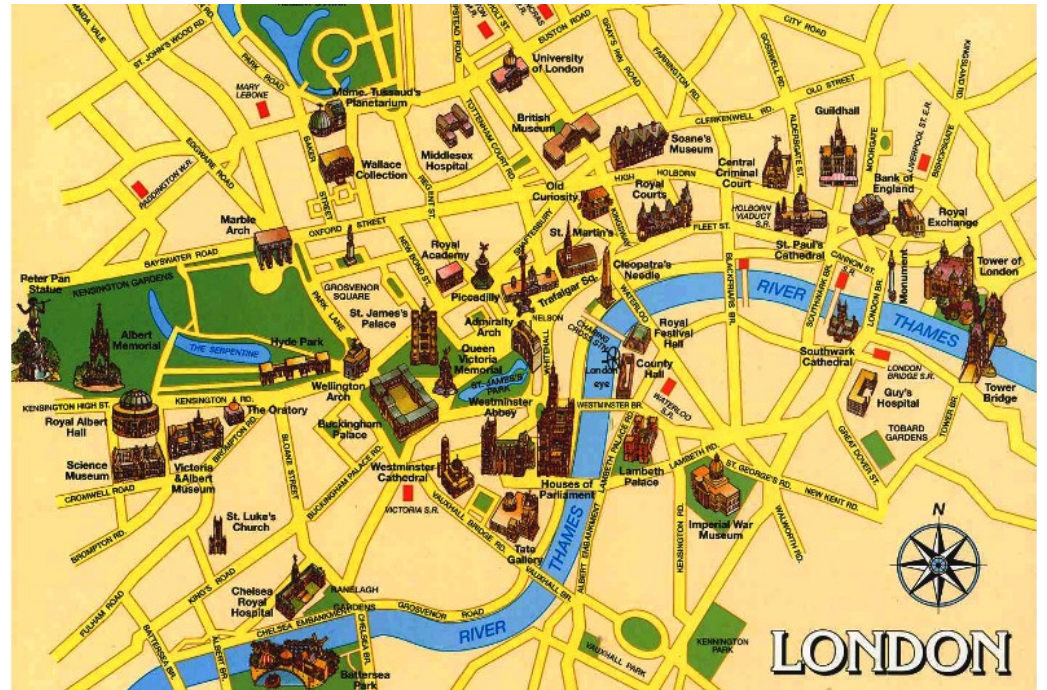 MAIDA VALE
ST. JOHN'S WOOD RD.
PARK ROAD
EUSTON ROAD
GRAY'S INN ROAD
FARRINGTON RD.
GOSWELL RD.
CITY ROAD
OLD STREET
KINGSLAND RD.
MARY
LEBONE
Mdme. Tussaud's
Planetarium
University
of London
TOTTENHAM COURT RD.
CLERKENWELL RD.
Guildhall
ALDERSGATE ST.
MOORGATE
LIVERPOOL ST. E.R.
BISHOPSGATE
British
Museum
Soane's
Museum
EDGWARE ROAD
BAKER
STREET
Wallace
Collection
Middlesex
Hospital
REGENT ST.
Central
Criminal
Court
PADDINGTON W.R.
HIGH
HOLBORN
Bank of
England
Old
Curiosity
Royal
Courts
KINGSWAY
HOLBORN
VIADUCT
S.R.
Royal
Exchange
Marble
Arch
OXFORD STREET
NEW BOND ST.
SHAFTESBURY
St.
Martin's
FLEET ST.
St. Paul's
Cathedral
CANNON ST.
S.R.
BAYSWATER ROAD
Royal
Academy
Cleopatra's
Needle
BLACKFRIARS BR.
Monument
Tower of
London
Peter Pan
Statue
KENSINGTON GARDENS
GROSVENOR
SQUARE
Piccadilly
Trafalgar Sq.
WATERLOO
RIVER
SOUTHWARK BR.
LONDON BR.
THAMES
PARK LANE
St. James's
Palace
Admiralty
Arch
NELSON
WHITEHALL
CHARING
CROSS STN.
Royal
Festival
Hall
Albert
Memorial
THE SERPENTINE
Hyde Park
Queen
Victoria
Memorial
London
eye
County
Hall
Southwark
Cathedral
LONDON
BRIDGE S.R.
Wellington
Arch
ST. JAMES'S
PARK
WATERLOO
S.R.
Guy's
Hospital
Tower
Bridge
KENSINGTON HIGH ST.
KENSINGTON RD.
The Oratory
Westminster
Abbey
WESTMINSTER BR.
TOWER BR.
Royal Albert
Hall
BROMPTON RD.
Buckingham
Palace
LAMBETH PALACE RD.
TOBARD
GARDENS
GREAT DOVER ST.
Science
Museum
Victoria
&Albert
Museum
SLOANE STREET
BUCKINGHAM PALACE RD.
Westminster
Cathedral
Houses of
Parliament
Lambeth
Palace
LAMBETH RD.
ST. GEORGE'S RD.
NEW KENT RD.
CROMWELL ROAD
VICTORIA S.R.
VAUXHALL BRIDGE RD.
Imperial War
Museum
WALWORTH RD.
N
St. Luke's
Church
BROMPTON RD.
Tate
Gallery
THAMES
ALBERT EMBANKMENT
KENSINGTON RD.
VAUXHALL BR.
KING'S ROAD
Chelsea
Royal
Hospital
RANELAGH
GARDENS
GROSVENOR ROAD
FULHAM ROAD
CHELSEA EMBANKMENT
RIVER
VAUXHALL PARK
KENNINGTON
PARK
BATTERSEA BR.
ALBERT BR.
CHELSEA BR.
Battersea
Park
LONDON